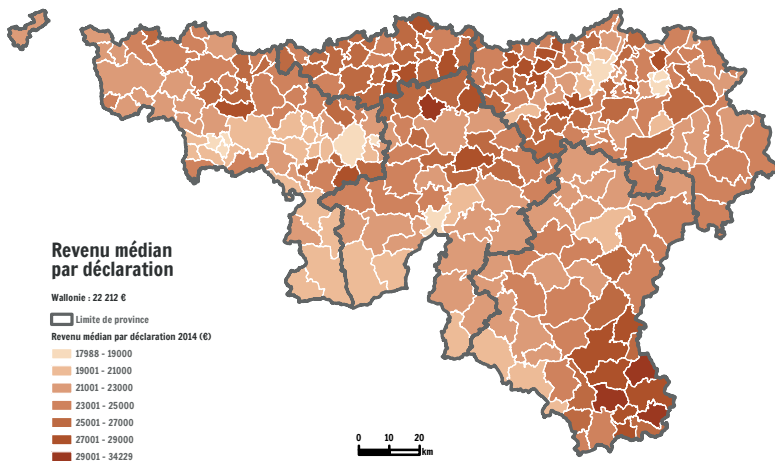 Revenu médian
par déclaration
Wallonie : 22 212 €
Limite de province
Revenu médian par déclaration 2014 (€)
17988 - 19000
19001 - 21000
21001 - 23000
23001 - 25000
25001 - 27000
27001 - 29000
29001 - 34229
0 10 20
km